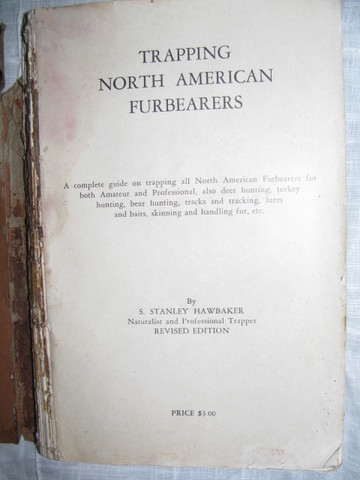 TRAPPING
NORTH AMERICAN
FURBEARERS
A complete guide on trapping all North American Furbearers for
both Amateur and Professional, also deer hunting, turkey
hunting, bear hunting, tracks and tracking, lures
and baits, skinning and handling fur, etc.
By
S. STANLEY HAWBAKER
Naturalist and Professional Trapper
REVISED EDITION
PRICE $5.00